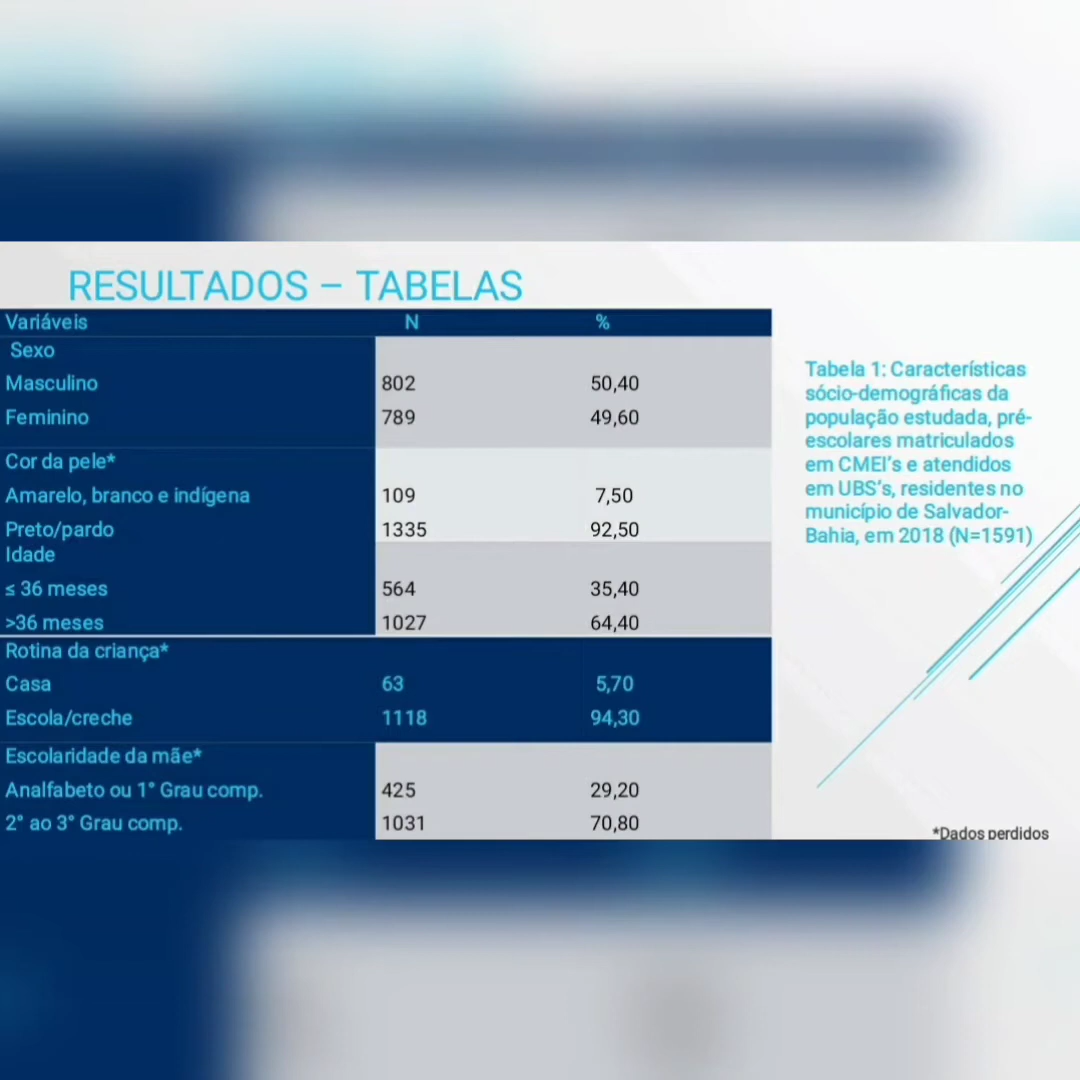 RESULTADOS – TABELAS
Variáveis N %
Sexo
Masculino 802 50,40
Feminino 789 49,60
Cor da pele*
Amarelo, branco e indígena 109 7,50
Preto/pardo 1335 92,50
Idade
≤ 36 meses 564 35,40
>36 meses 1027 64,40
Rotina da criança*
Casa 63 5,70
Escola/creche 1118 94,30
Escolaridade da mãe*
Analfabeto ou 1° Grau comp. 425 29,20
2° ao 3° Grau comp. 1031 70,80
Tabela 1: Características
sócio-demográficas da
população estudada, pré-
escolares matriculados
em CMEI's e atendidos
em UBS's, residentes no
município de Salvador-
Bahia, em 2018 (N=1591)
*Dados perdidos